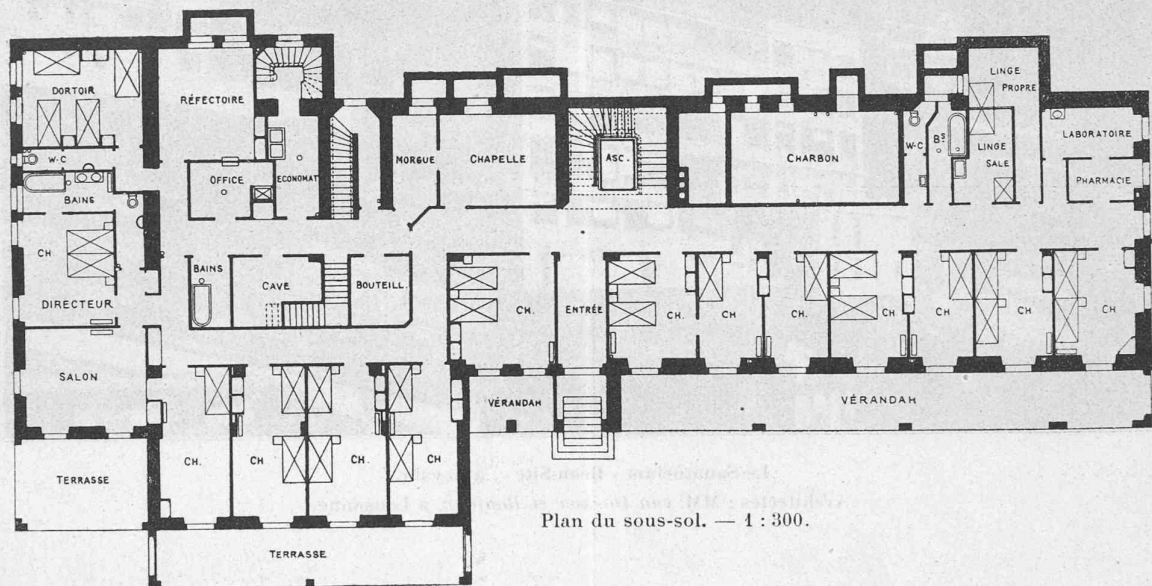 DORTOIR
RÉFECTOIRE
W-C
OFFICE
ECONOMAT
BAINS
CH.
DIRECTEUR
SALON
TERRASSE
MORGUE
CHAPELLE
ASC.
CHARBON
W-C
BS
LINGE
PROPRE
LINGE
SALE
LABORATOIRE
PHARMACIE
BAINS
CAVE
BOUTEILL.
CH.
ENTRÉE
CH.
CH
CH.
CH
CH
CH
CH
VÉRANDAH
VÉRANDAH
CH.
CH
CH
CH
TERRASSE
Plan du sous-sol. — 1 : 300.